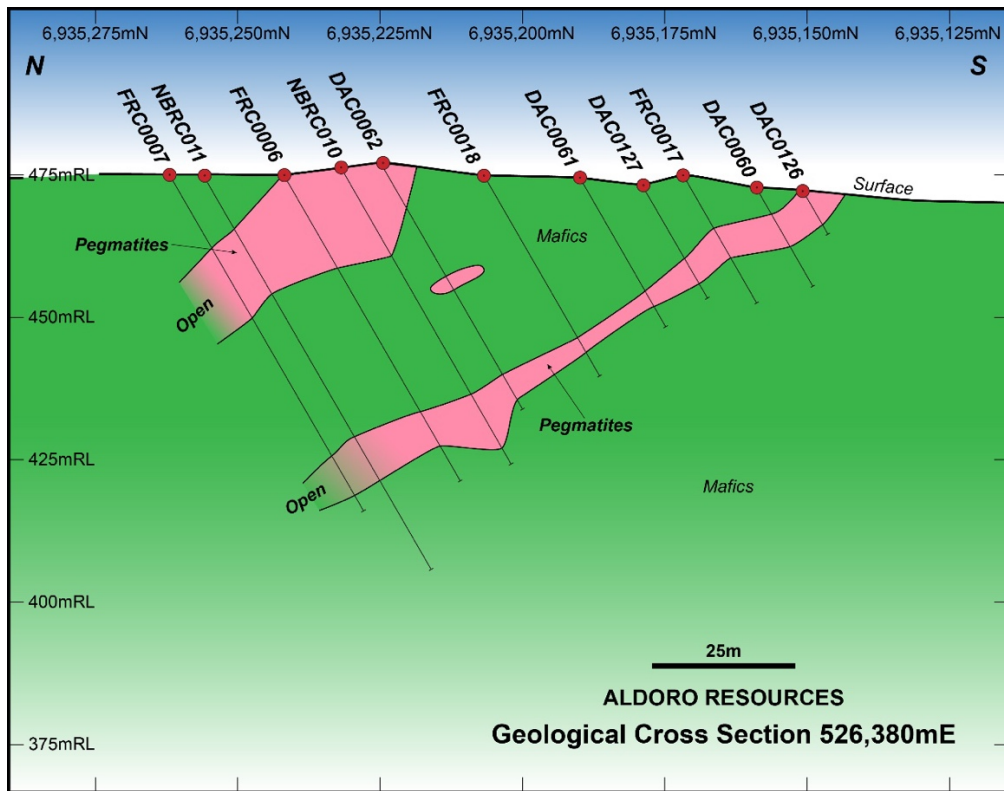 6,935,275mN 6,935,250mN 6,935,225mN 6,935,200mN 6,935,175mN 6,935,150mN 6,935,125mN
N S
FRC0007 NBRC011 FRC0006 NBRC010 DAC0062 FRC0018 DAC0061 DAC0127 FRC0017 DAC0060 DAC0126
475mRL
Surface
Pegmatites
Mafics
Open
450mRL
Pegmatites
425mRL
Open
Mafics
400mRL
25m
ALDORO RESOURCES
Geological Cross Section 526,380mE
375mRL